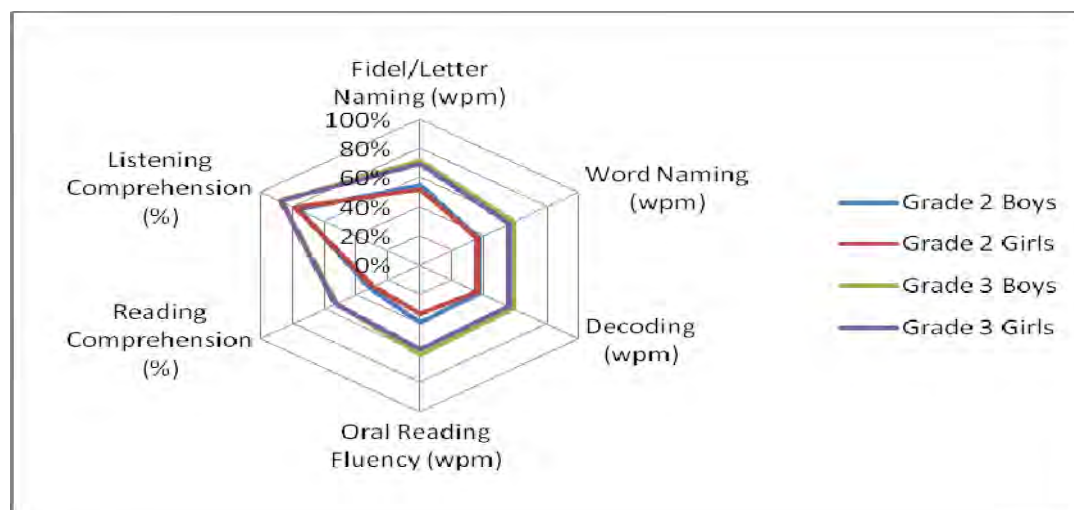 Fidel/Letter
Naming (wpm)
100%
80%
60%
40%
20%
0%
Listening
Comprehension
(%)
Word Naming
(wpm)
Reading
Comprehension
(%)
Decoding
(wpm)
Oral Reading
Fluency (wpm)
Grade 2 Boys
Grade 2 Girls
Grade 3 Boys
Grade 3 Girls